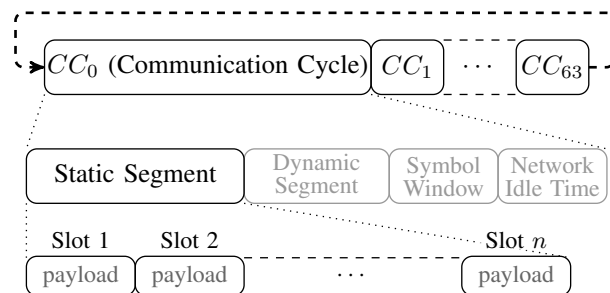 CC₀ (Communication Cycle) CC₁ ··· CC₆₃
Static Segment Dynamic Segment Symbol Window Network Idle Time
Slot 1 Slot 2 Slot n
payload payload ··· payload